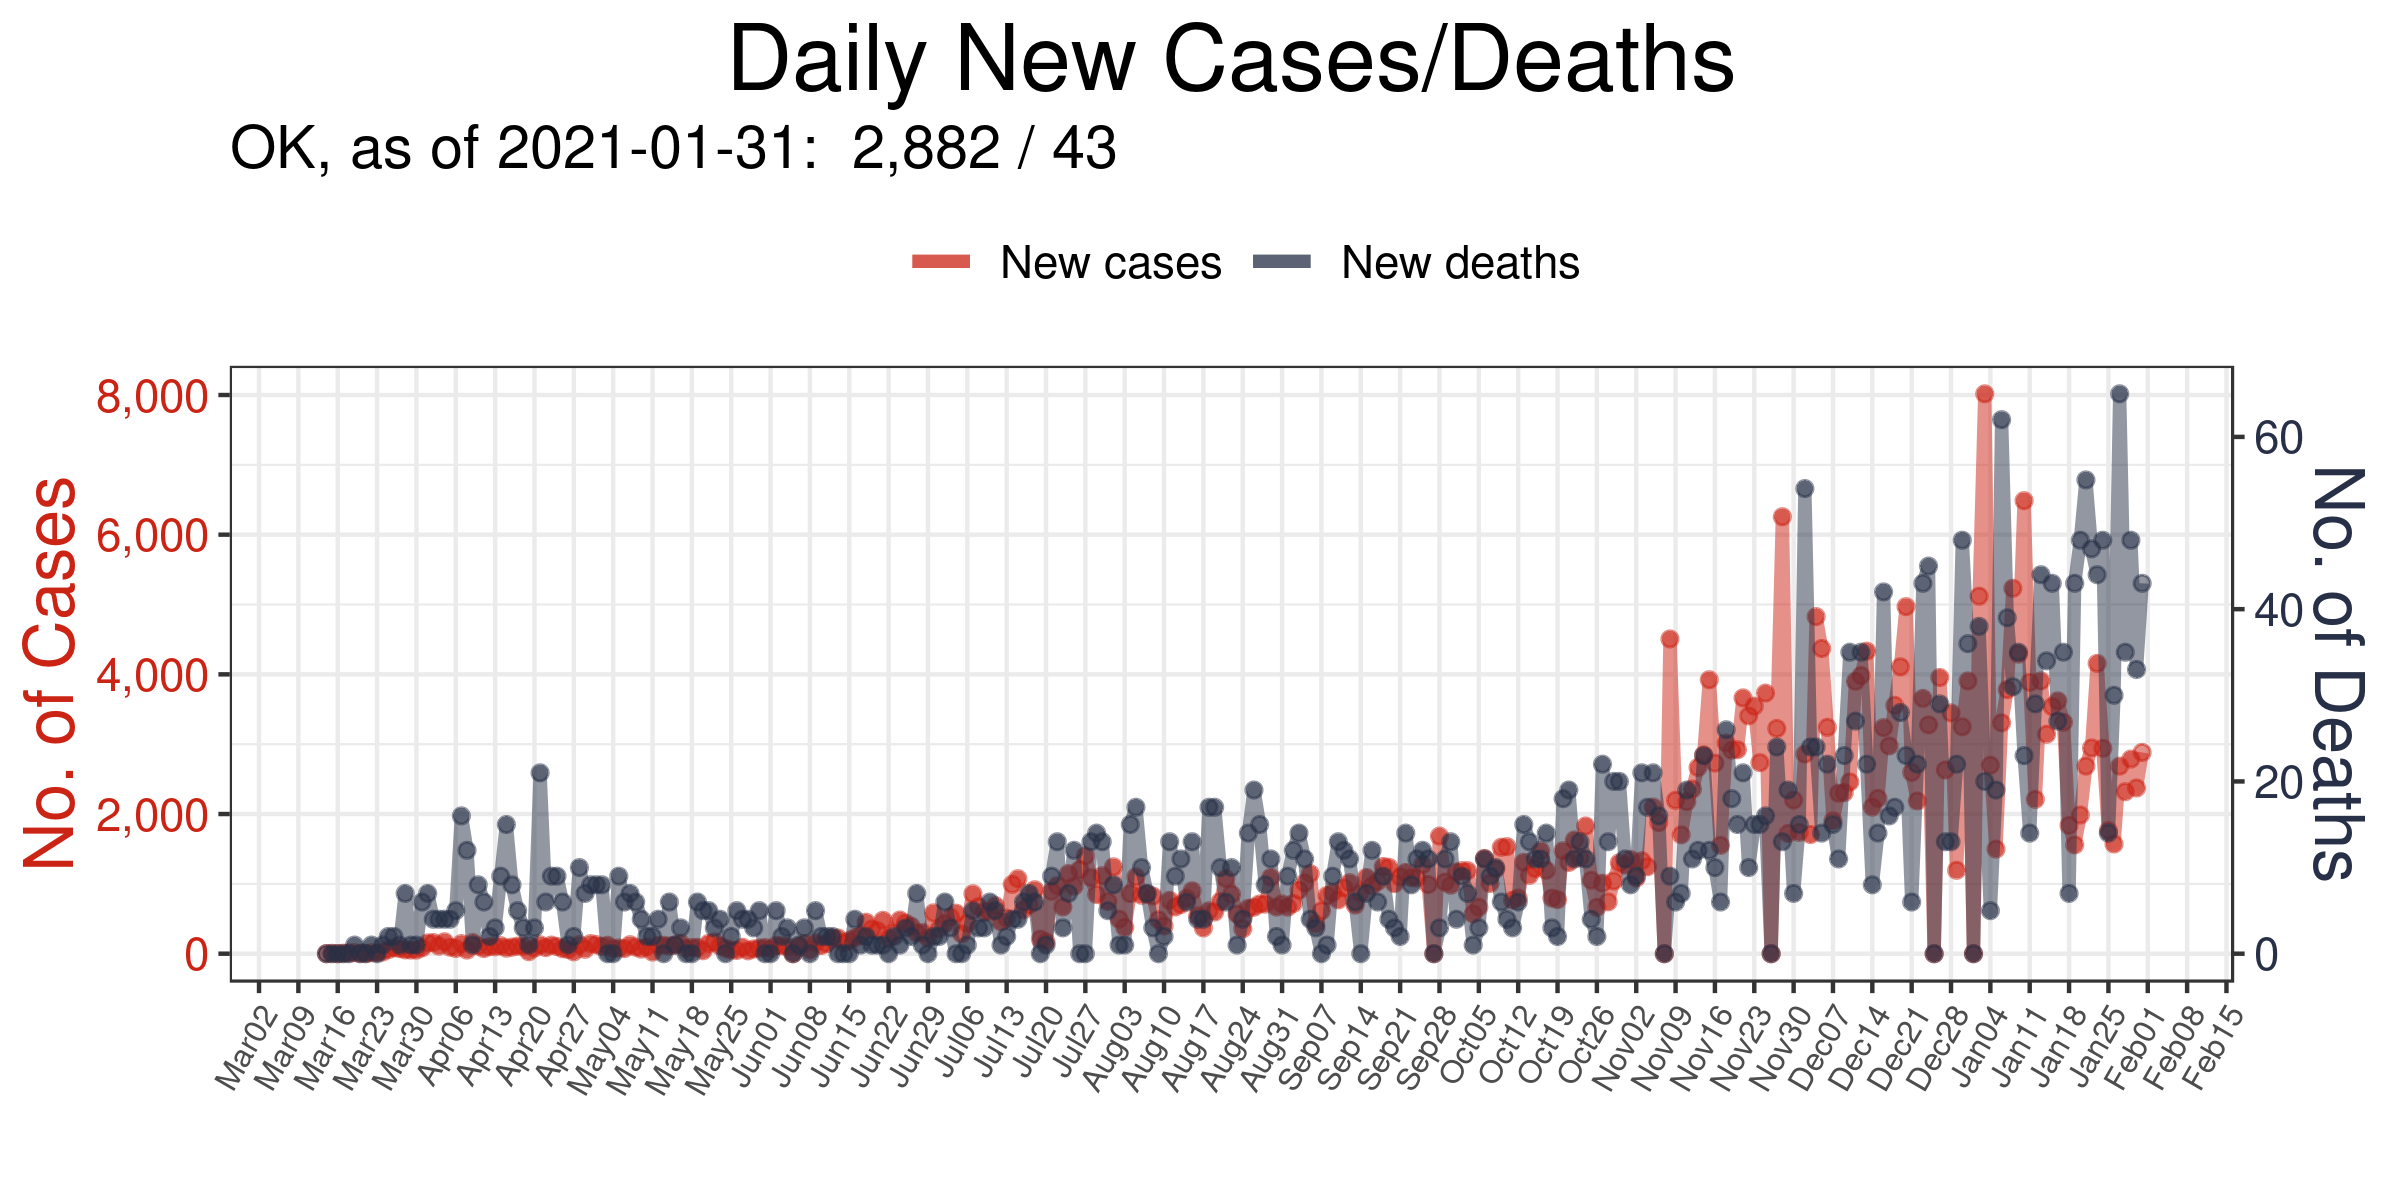 Daily New Cases/Deaths
OK, as of 2021-01-31:  2,882 / 43
New cases
New deaths
No. of Cases
8,000
6,000
4,000
2,000
0
60
40
20
0
No. of Deaths
Mar02
Mar09
Mar16
Mar23
Mar30
Apr06
Apr13
Apr20
Apr27
May04
May11
May18
May25
Jun01
Jun08
Jun15
Jun22
Jun29
Jul06
Jul13
Jul20
Jul27
Aug03
Aug10
Aug17
Aug24
Aug31
Sep07
Sep14
Sep21
Sep28
Oct05
Oct12
Oct19
Oct26
Nov02
Nov09
Nov16
Nov23
Nov30
Dec07
Dec14
Dec21
Dec28
Jan04
Jan11
Jan18
Jan25
Feb01
Feb08
Feb15